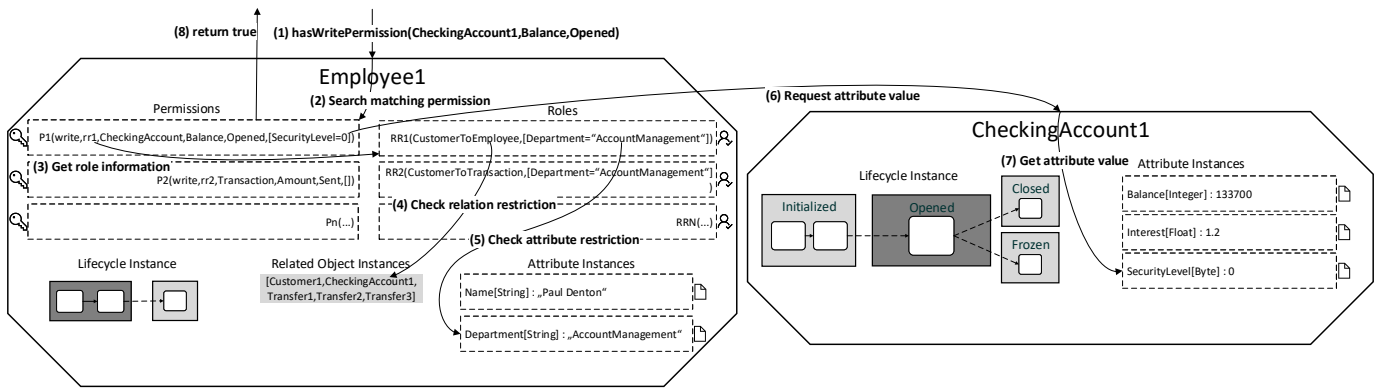 (8) return true
(1) hasWritePermission(CheckingAccount1,Balance,Opened)
Employee1
(2) Search matching permission
Permissions
Roles
P1(write,rr1,CheckingAccount,Balance,Opened,[SecurityLevel=0])
RR1(CustomerToEmployee,[Department=“AccountManagement“])
(3) Get role information
P2(write,rr2,Transaction,Amount,Sent,[])
RR2(CustomerToTransaction,[Department=“AccountManagement“]
)
(4) Check relation restriction
Pn(...)
RRN(...)
(5) Check attribute restriction
Lifecycle Instance
Related Object Instances
[Customer1,CheckingAccount1,
Transfer1,Transfer2,Transfer3]
Attribute Instances
Name[String] : „Paul Denton“
Department[String] : „AccountManagement“
(6) Request attribute value
CheckingAccount1
(7) Get attribute value
Lifecycle Instance
Initialized
Opened
Closed
Frozen
Attribute Instances
Balance[Integer] : 133700
Interest[Float] : 1.2
SecurityLevel[Byte] : 0